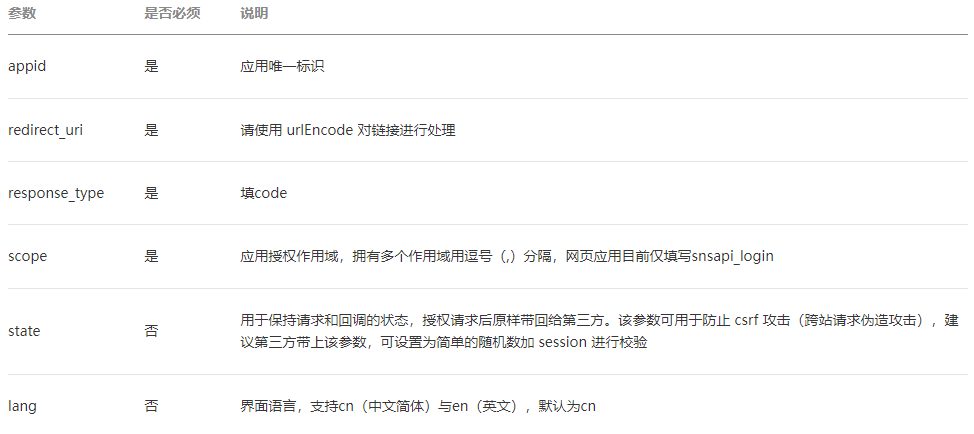 参数 是否必须 说明
appid 是 应用唯一标识
redirect_uri 是 请使用 urlEncode 对链接进行处理
response_type 是 填code
scope 是 应用授权作用域，拥有多个作用域用逗号（,）分隔，网页应用目前仅填写snsapi_login
state 否 用于保持请求和回调的状态，授权请求后原样带回给第三方。该参数可用于防止 csrf 攻击（跨站请求伪造攻击），建
议第三方带上该参数，可设置为简单的随机数加 session 进行校验
lang 否 界面语言，支持cn（中文简体）与en（英文），默认为cn